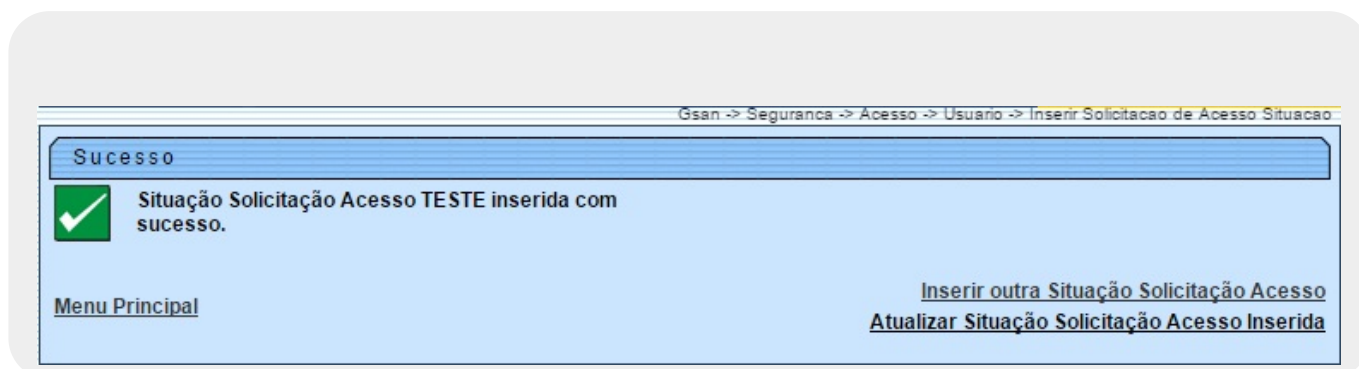 Gsan -> Seguranca -> Acesso -> Usuario -> Inserir Solicitacao de Acesso Situacao
Sucesso
Situação Solicitação Acesso TESTE inserida com
sucesso.
Inserir outra Situação Solicitação Acesso
Menu Principal
Atualizar Situação Solicitação Acesso Inserida